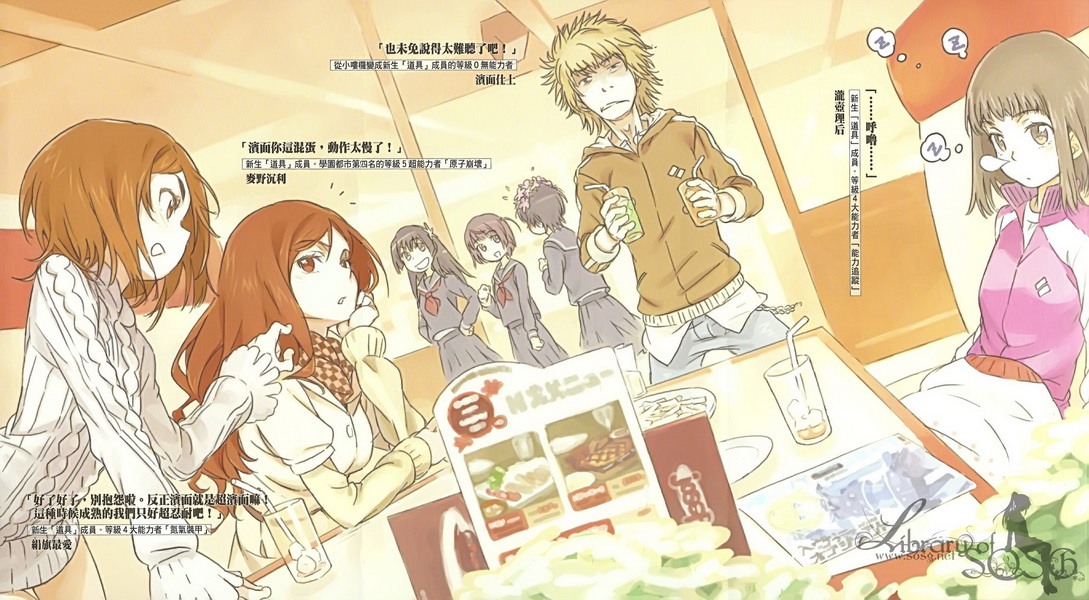 「也未免說得太難聽了吧！」
從小嘍囉變成新生「道具」成員的等級０無能力者
濱面仕上
「濱面你這混蛋，動作太慢了！」
新生「道具」成員。學園都市第四名的等級５超能力者「原子崩壞」
麥野沉利
「……呼嚕……」
新生「道具」成員。等級４大能力者「能力追蹤」
瀧壺理后
「好了好了，別抱怨啦。反正濱面就是超濱面嘛！
這種時候成熟的我們只好超忍耐吧！」
新生「道具」成員。等級４大能力者「氮氣裝甲」
絹旗最愛
z
z
z
メニュー
Library of
www.sosg.net
SOSG